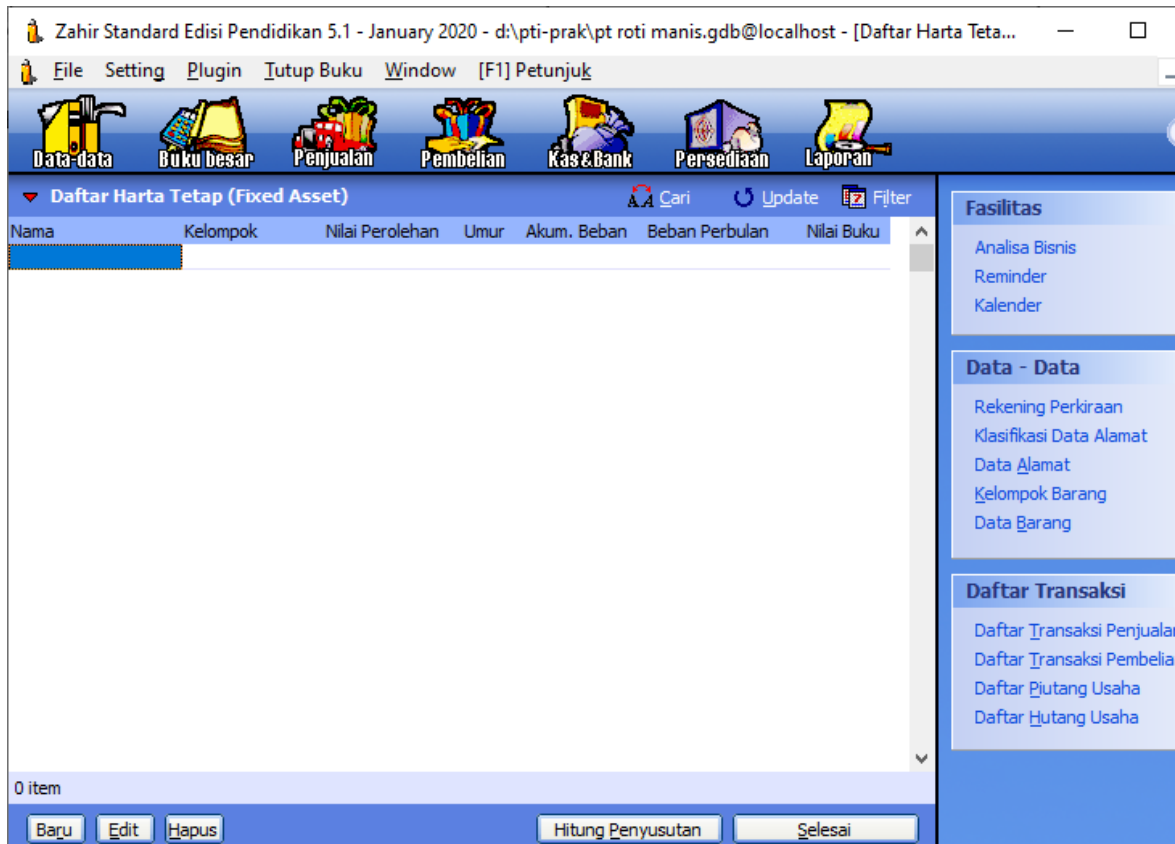 Zahir Standard Edisi Pendidikan 5.1 - January 2020 - d:\pti-prak\pt roti manis.gdb@localhost - [Daftar Harta Teta...
File Setting Plugin Tutup Buku Window [F1] Petunjuk
Data-data Buku besar Penjualan Pembelian Kas&Bank Persediaan Laporan
Daftar Harta Tetap (Fixed Asset) Cari Update Filter
Nama Kelompok Nilai Perolehan Umur Akum. Beban Beban Perbulan Nilai Buku
0 item
Baru Edit Hapus Hitung Penyusutan Selesai
Fasilitas
Analisa Bisnis
Reminder
Kalender
Data - Data
Rekening Perkiraan
Klasifikasi Data Alamat
Data Alamat
Kelompok Barang
Data Barang
Daftar Transaksi
Daftar Transaksi Penjualan
Daftar Transaksi Pembelia
Daftar Piutang Usaha
Daftar Hutang Usaha